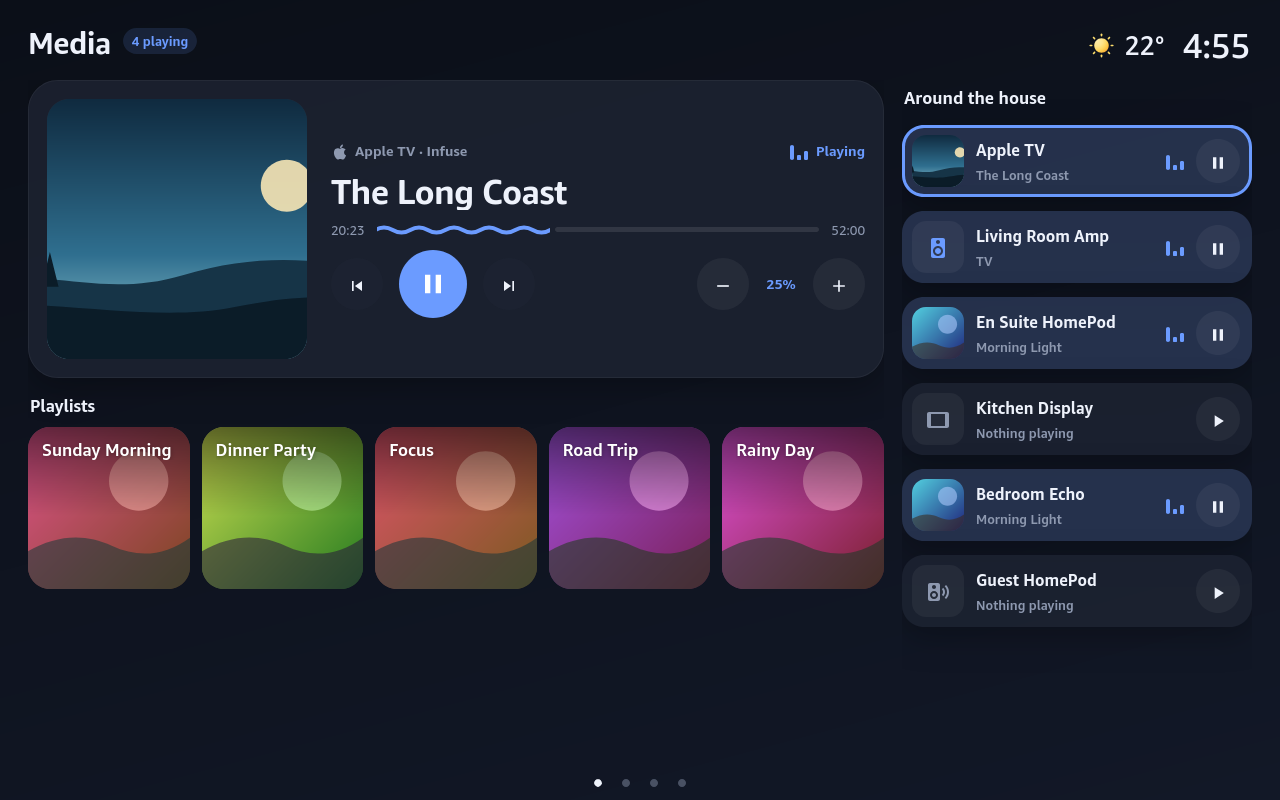 Media
4 playing
22°
4:55
Apple TV · Infuse
Playing
The Long Coast
20:23
52:00
25%
Playlists
Sunday Morning
Dinner Party
Focus
Road Trip
Rainy Day
Around the house
Apple TV
The Long Coast
Living Room Amp
TV
En Suite HomePod
Morning Light
Kitchen Display
Nothing playing
Bedroom Echo
Morning Light
Guest HomePod
Nothing playing